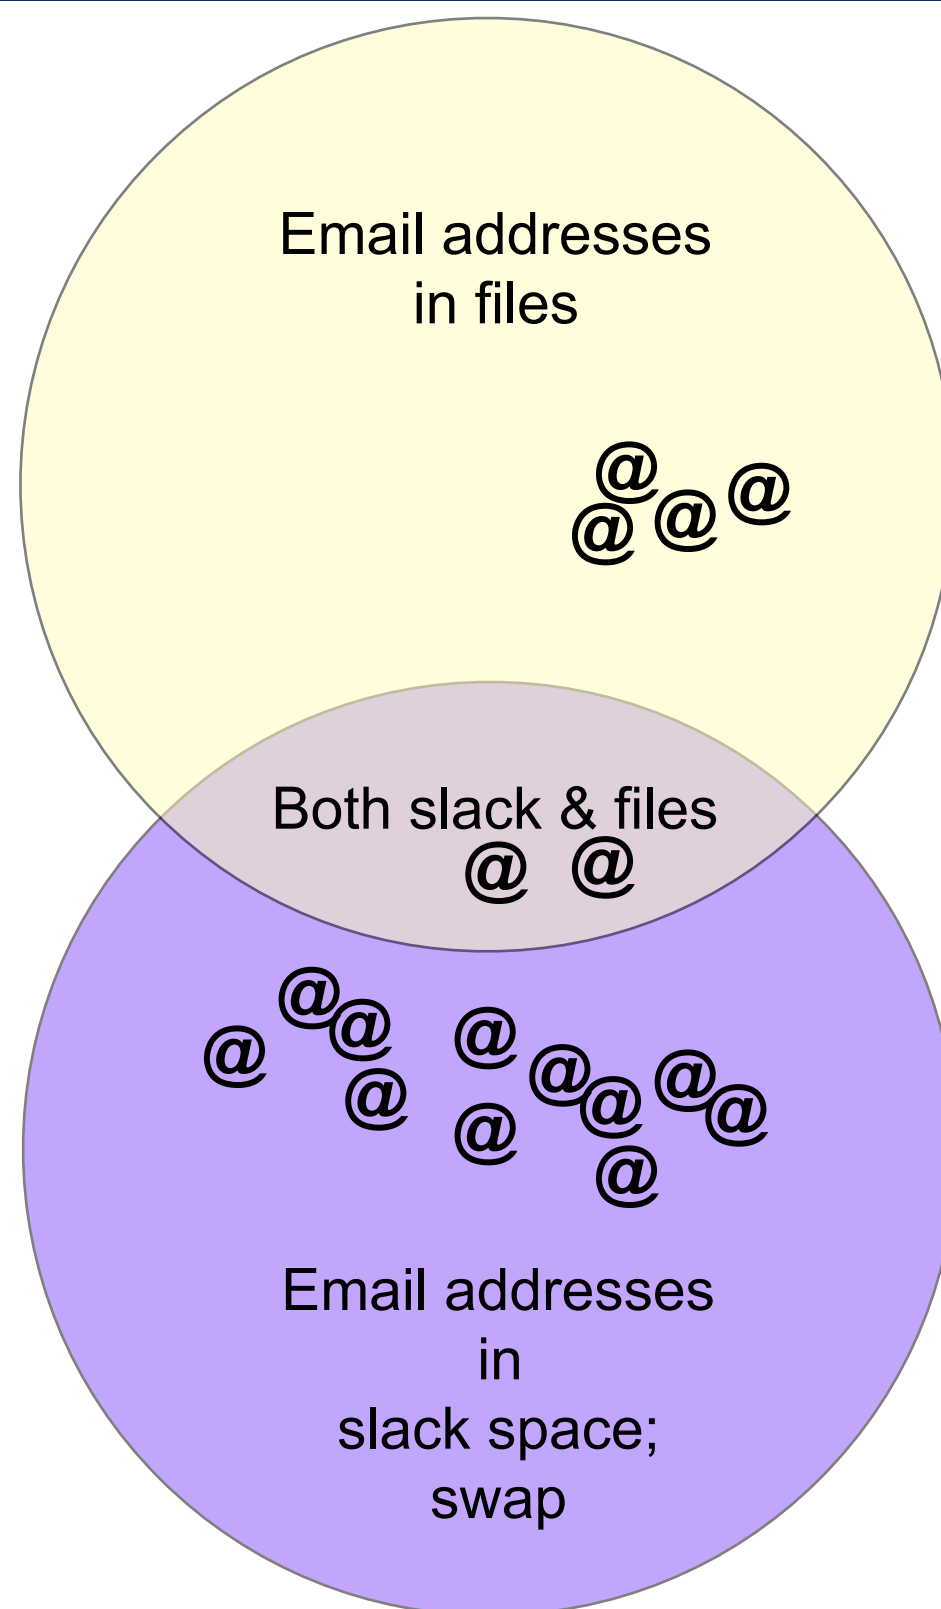 Email addresses
in files
@
@ @ @
Both slack & files
@ @
@ @ @ @ @
@ @ @ @ @ @
@
Email addresses
in
slack space;
swap